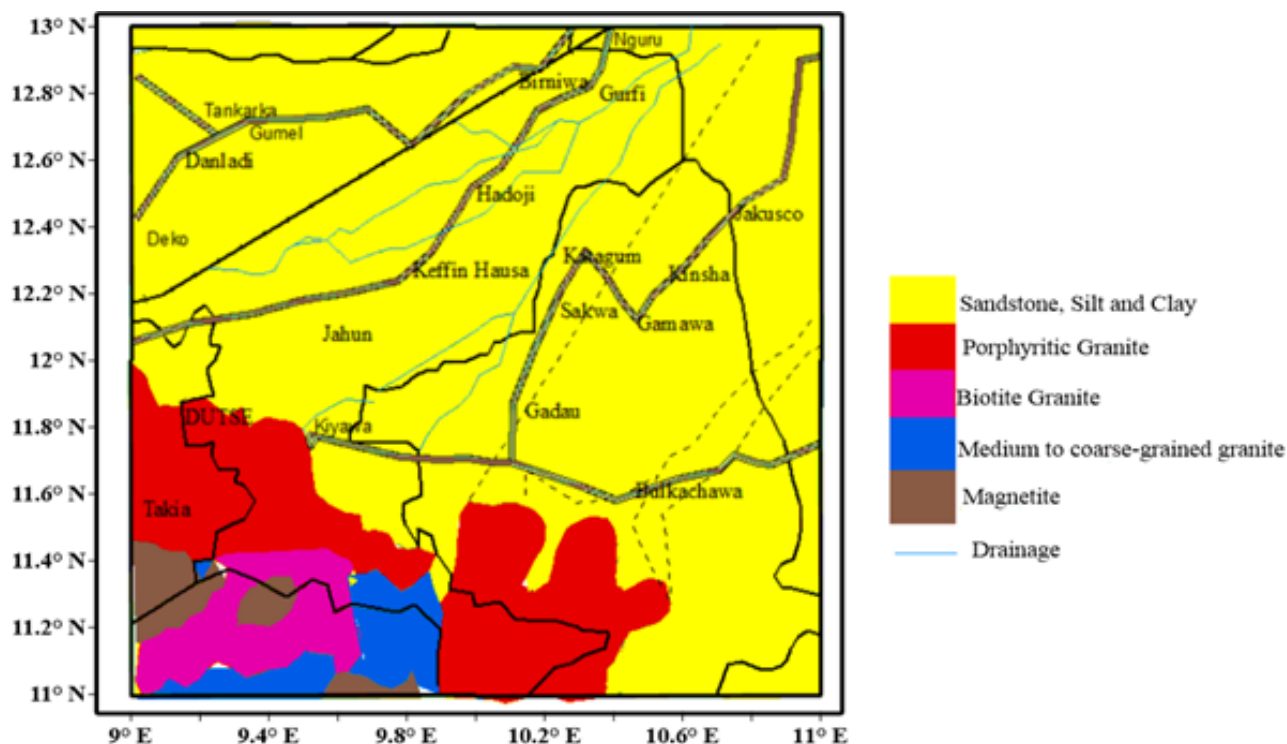 13° N
Nguru
Birniwa
12.8° N
Gurfi
Tankarka
Gumel
12.6° N
Danladi
Hadoji
12.4° N
Jakusco
Deko
Katagum
Keffin Hausa
Kinsha
12.2° N
Sakwa
Gamawa
Jahun
12° N
11.8° N
DUTSE
Gadau
Kiyawa
11.6° N
Bulkachawa
Takia
11.4° N
11.2° N
11° N
9° E
9.4° E
9.8° E
10.2° E
10.6° E
11° E
Sandstone, Silt and Clay
Porphyritic Granite
Biotite Granite
Medium to coarse-grained granite
Magnetite
Drainage